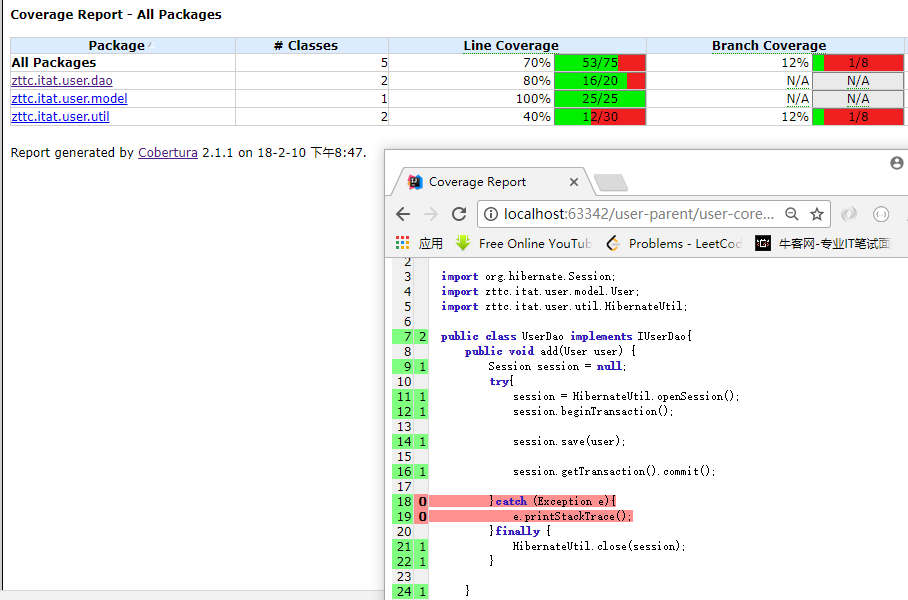 Coverage Report - All Packages
Package # Classes Line Coverage Branch Coverage
All Packages 5 70% 53/75 12% 1/8
zttc.itat.user.dao 2 80% 16/20 N/A N/A
zttc.itat.user.model 1 100% 25/25 N/A N/A
zttc.itat.user.util 2 40% 12/30 12% 1/8
Report generated by Cobertura 2.1.1 on 18-2-10 下午8:47.
Coverage Report
localhost:63342/user-parent/user-core...
应用 Free Online YouTub Problems - LeetCod 牛客网-专业IT笔试面
2
3 import org.hibernate.Session;
4 import zttc.itat.user.model.User;
5 import zttc.itat.user.util.HibernateUtil;
6
7 2 public class UserDao implements IUserDao{
8 public void add(User user) {
9 1 Session session = null;
10 try{
11 1 session = HibernateUtil.openSession();
12 1 session.beginTransaction();
13
14 1 session.save(user);
15
16 1 session.getTransaction().commit();
17
18 0 }catch (Exception e){
19 0 e.printStackTrace();
20 }finally {
21 1 HibernateUtil.close(session);
22 1 }
23
24 1 }